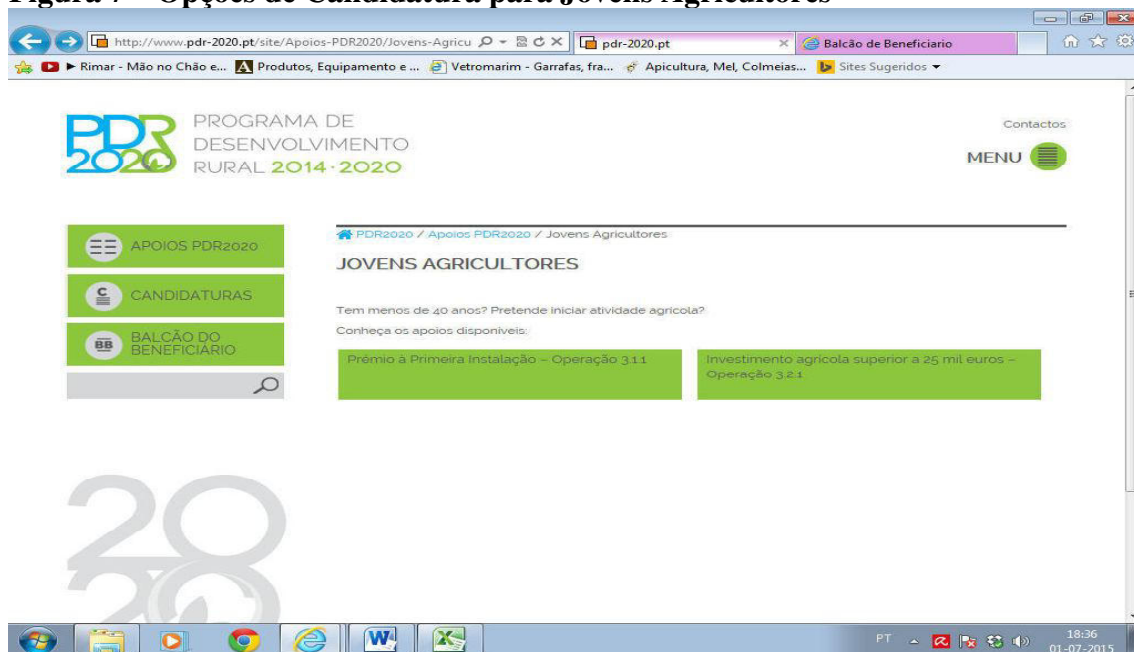 Figura 7 – Opções de Candidatura para Jovens Agricultores
http://www.pdr-2020.pt/site/Apoios-PDR2020/Jovens-Agricu
pdr-2020.pt
Balcão de Beneficiario
Rimar - Mão no Chão e...
Produtos, Equipamento e ...
Vetromarim - Garrafas, fra...
Apicultura, Mel, Colmeias...
Sites Sugeridos
PDR
2020
PROGRAMA DE
DESENVOLVIMENTO
RURAL 2014·2020
Contactos
MENU
APOIOS PDR2020
C
CANDIDATURAS
BB
BALCÃO DO
BENEFICIÁRIO
PDR2020 / Apoios PDR2020 / Jovens Agricultores
JOVENS AGRICULTORES
Tem menos de 40 anos? Pretende iniciar atividade agrícola?
Conheça os apoios disponíveis:
Prémio à Primeira Instalação – Operação 3.1.1
Investimento agrícola superior a 25 mil euros –
Operação 3.2.1
20
20
PT
18:36
01-07-2015